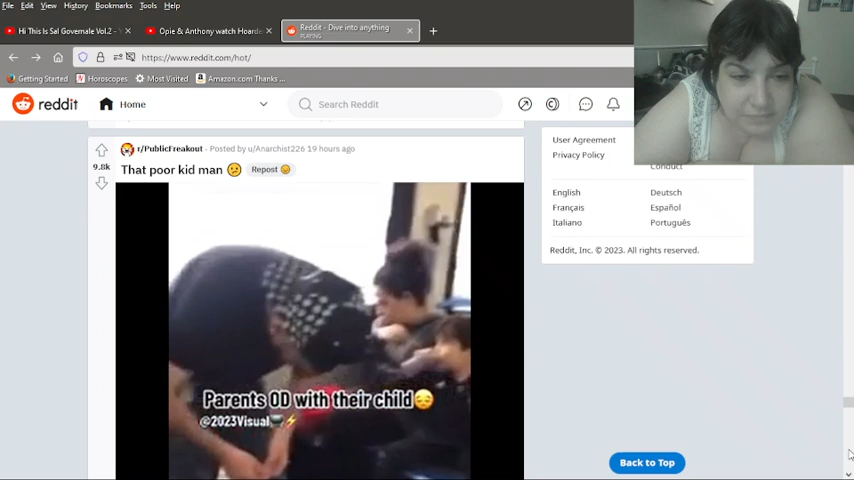 File Edit View History Bookmarks Tools Help
Hi This Is Sal Governale Vol.2 - Y
Opie & Anthony watch Hoarde
Reddit - Dive into anything
PLAYING
https://www.reddit.com/hot/
Getting Started Horoscopes Most Visited Amazon.com Thanks ...
reddit Home Search Reddit
r/PublicFreakout · Posted by u/Anarchist226 19 hours ago
9.8k
That poor kid man Repost
Parents OD with their child
@2023Visual
User Agreement
Privacy Policy
Conduct
English Deutsch
Français Español
Italiano Português
Reddit, Inc. © 2023. All rights reserved.
Back to Top